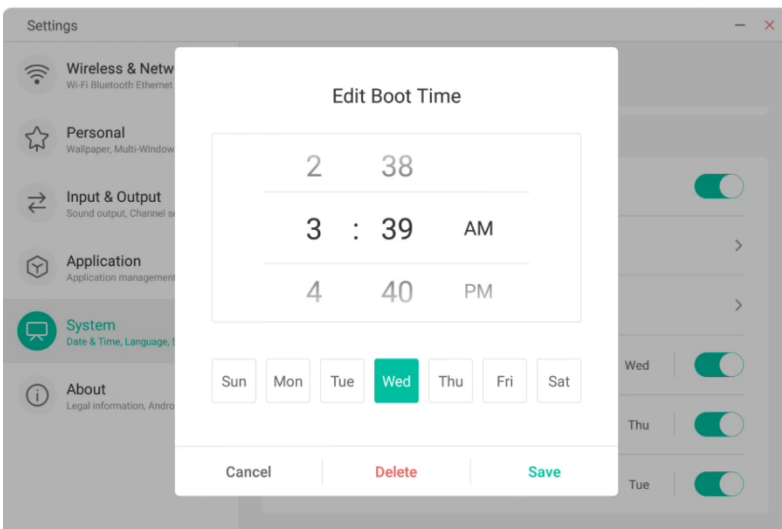 Settings
Wireless & Netw
Wi-Fi Bluetooth Ethernet
Personal
Wallpaper, Multi-Window
Input & Output
Sound output, Channel se
Application
Application management
System
Date & Time, Language, S
About
Legal information, Andro
Edit Boot Time
2 38
3 : 39 AM
4 40 PM
Sun Mon Tue Wed Thu Fri Sat
Cancel Delete Save
Wed
Thu
Tue